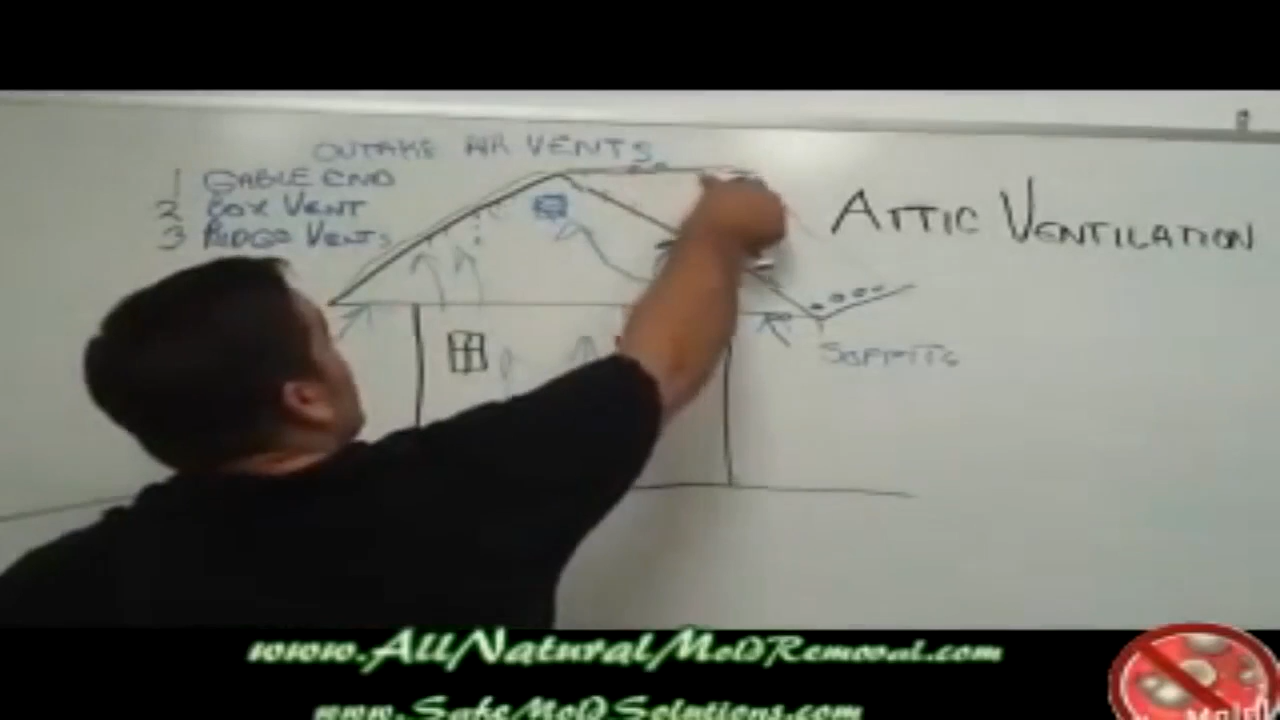 OUTAKE AIR VENTS
1 GABLE END
2 BOX VENT
3 RIDGE VENTS
ATTIC VENTILATION
SOFFITS
www.AllNaturalMoldRemoval.com
www.SafeMoldSolutions.com